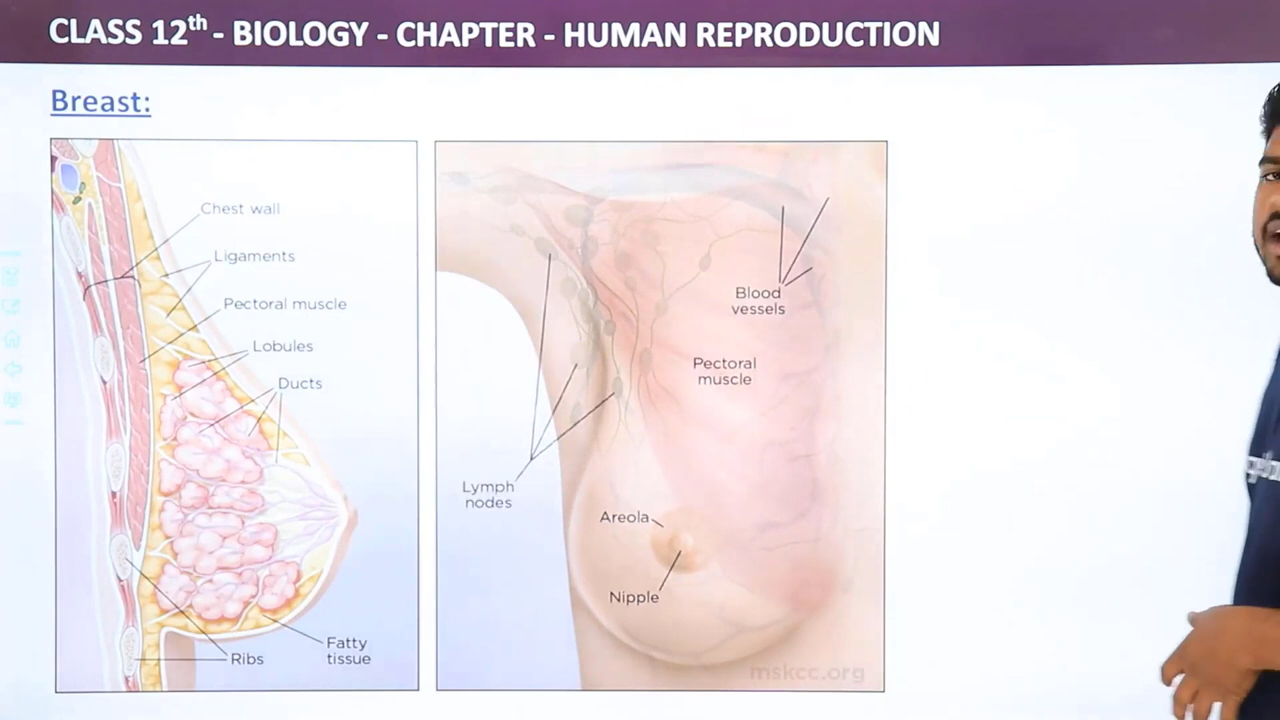 CLASS 12th - BIOLOGY - CHAPTER - HUMAN REPRODUCTION
Breast:
Chest wall
Ligaments
Pectoral muscle
Lobules
Ducts
Fatty
tissue
Ribs
Blood
vessels
Pectoral
muscle
Lymph
nodes
Areola
Nipple
mskcc.org